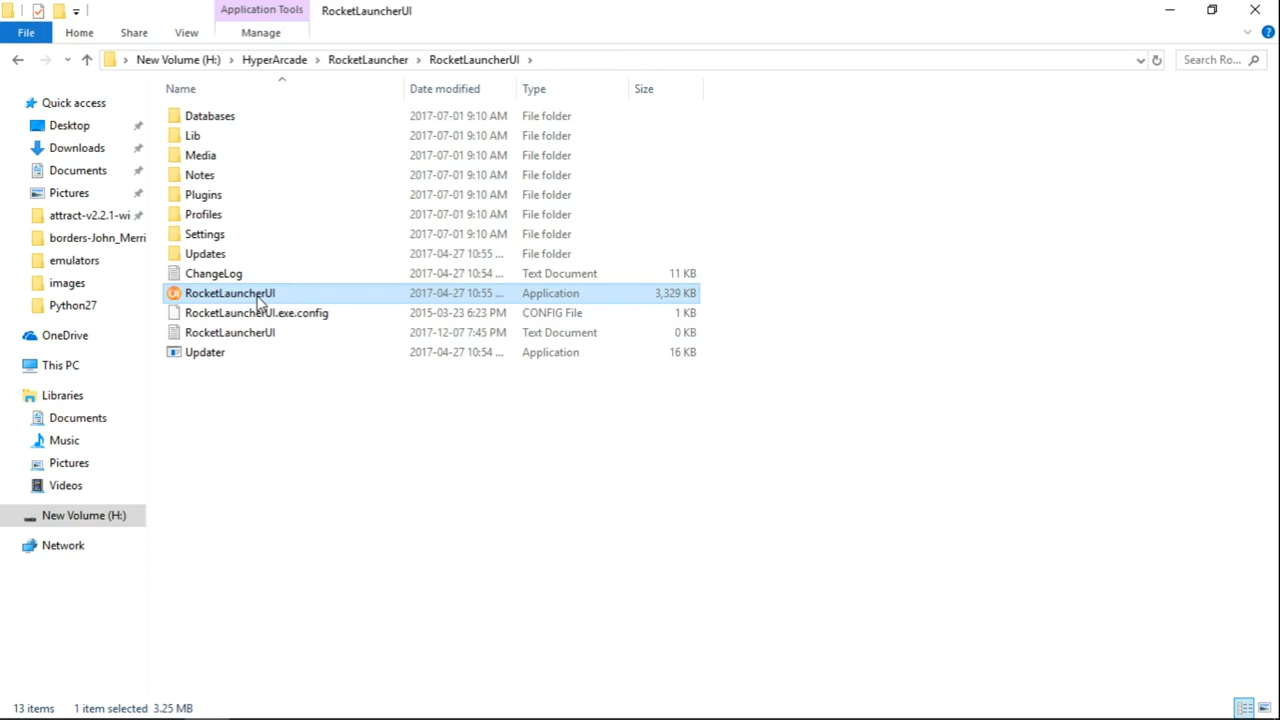 Application Tools RocketLauncherUI
File Home Share View Manage
New Volume (H:) HyperArcade RocketLauncher RocketLauncherUI Search Ro...
Name Date modified Type Size
Quick access
Desktop
Downloads
Documents
Pictures
attract-v2.2.1-wi
borders-John_Merri
emulators
images
Python27
OneDrive
This PC
Libraries
Documents
Music
Pictures
Videos
New Volume (H:)
Network
Databases 2017-07-01 9:10 AM File folder
Lib 2017-07-01 9:10 AM File folder
Media 2017-07-01 9:10 AM File folder
Notes 2017-07-01 9:10 AM File folder
Plugins 2017-07-01 9:10 AM File folder
Profiles 2017-07-01 9:10 AM File folder
Settings 2017-07-01 9:10 AM File folder
Updates 2017-04-27 10:55 ... File folder
ChangeLog 2017-04-27 10:54 ... Text Document 11 KB
RocketLauncherUI 2017-04-27 10:55 ... Application 3,329 KB
RocketLauncherUI.exe.config 2015-03-23 6:23 PM CONFIG File 1 KB
RocketLauncherUI 2017-12-07 7:45 PM Text Document 0 KB
Updater 2017-04-27 10:54 ... Application 16 KB
13 items 1 item selected 3.25 MB